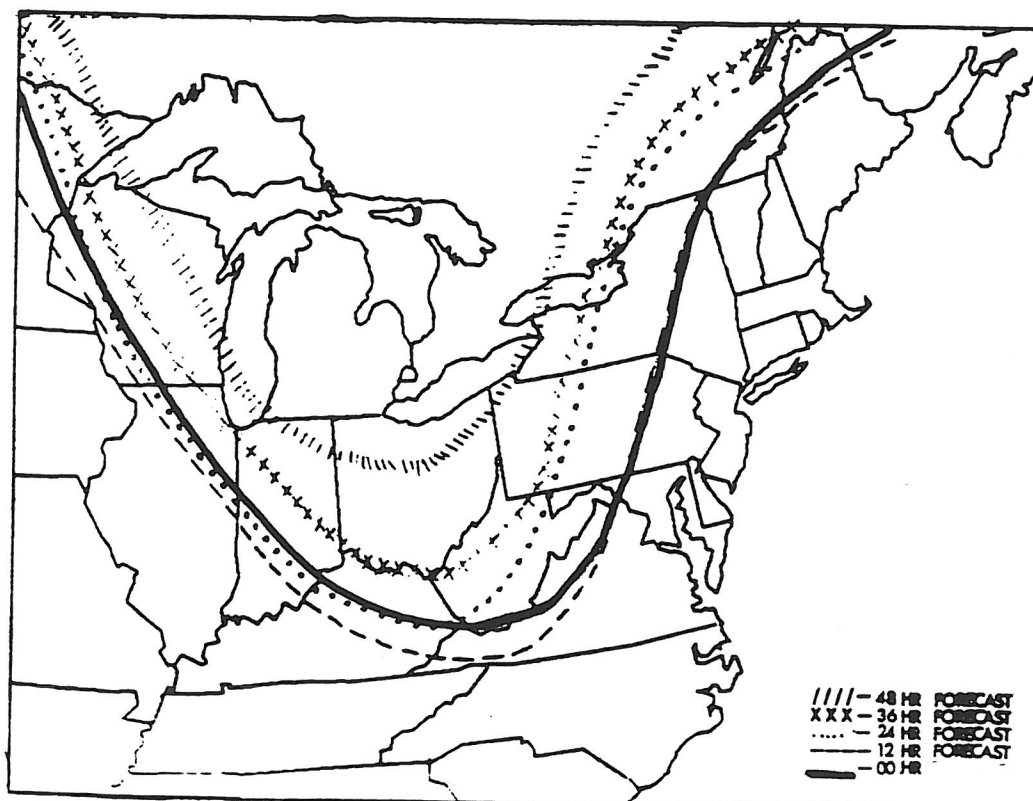 //// - 48 HR FORECAST
XXX - 36 HR FORECAST
..... - 24 HR FORECAST
—— - 12 HR FORECAST
—— - 00 HR